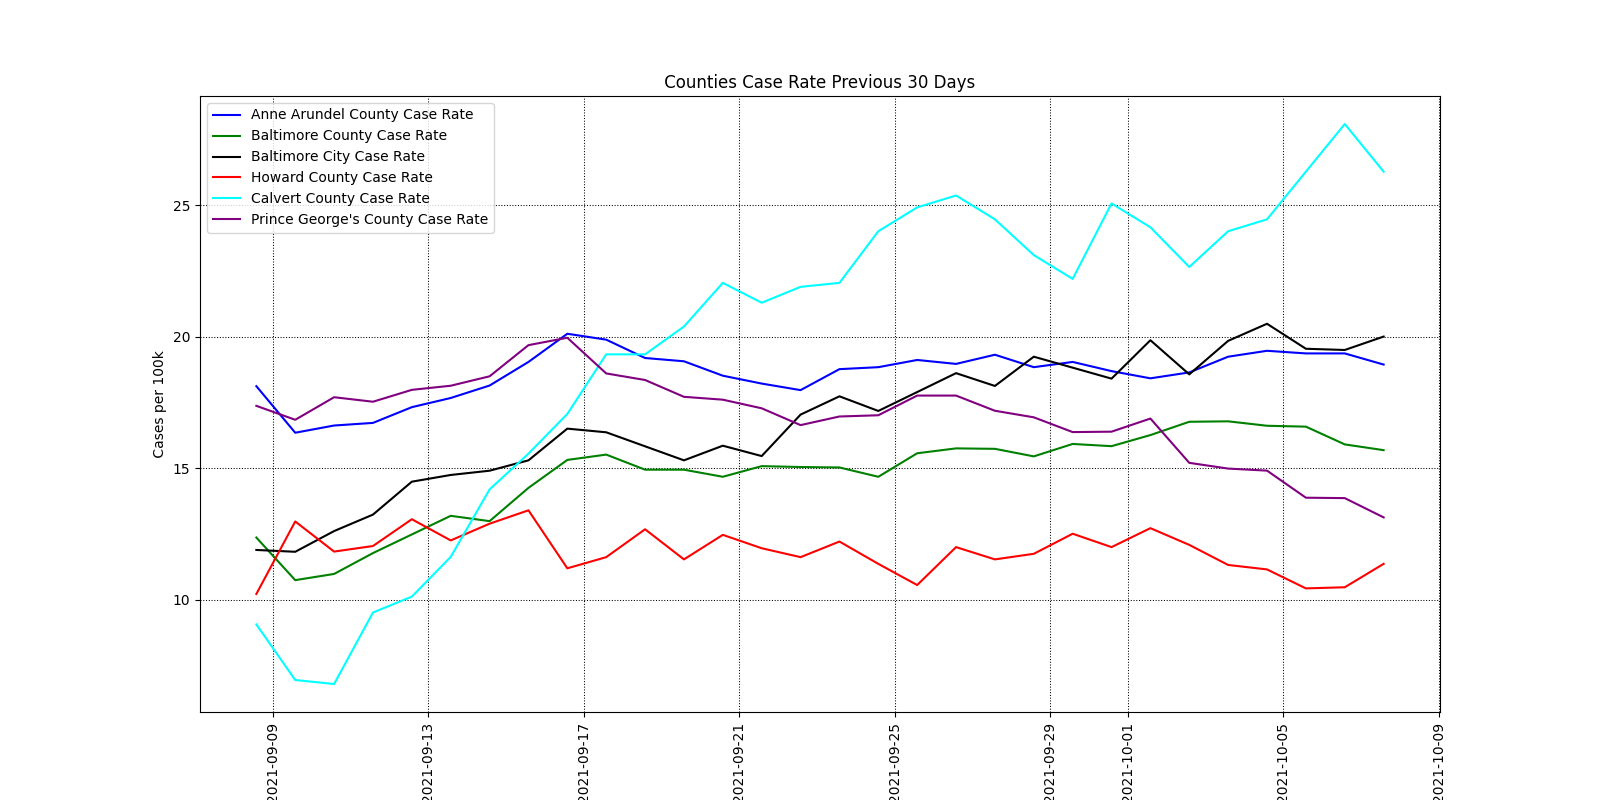 Counties Case Rate Previous 30 Days
Anne Arundel County Case Rate
Baltimore County Case Rate
Baltimore City Case Rate
Howard County Case Rate
Calvert County Case Rate
Prince George's County Case Rate
Cases per 100k
25
20
15
10
2021-09-09
2021-09-13
2021-09-17
2021-09-21
2021-09-25
2021-09-29
2021-10-01
2021-10-05
2021-10-09